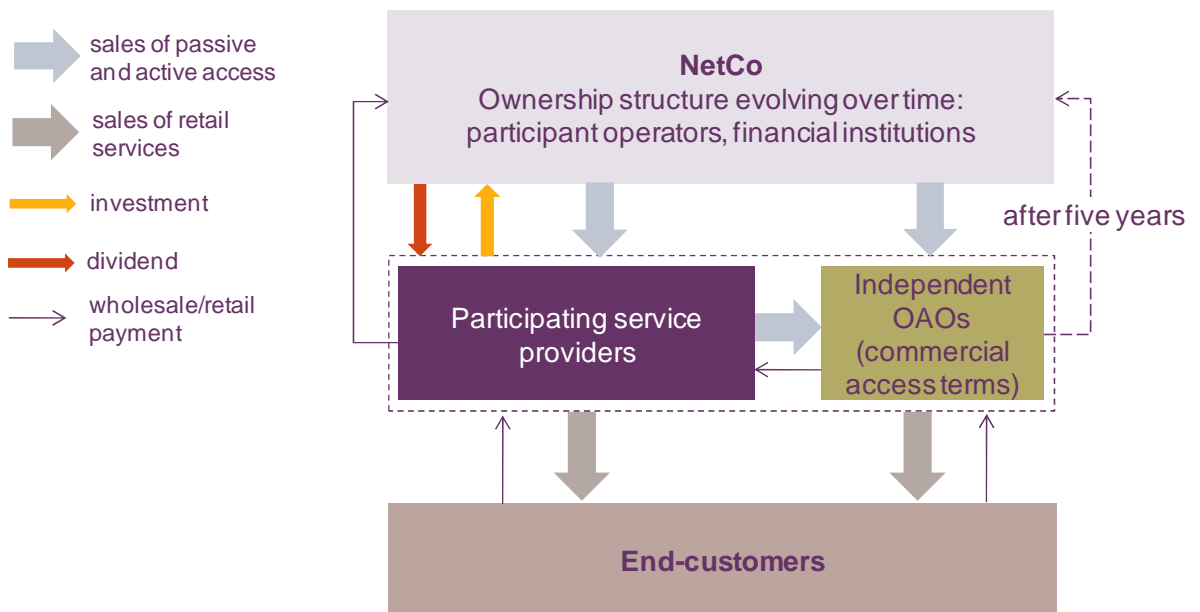 sales of passive
and active access
sales of retail
services
investment
dividend
wholesale/retail
payment
NetCo
Ownership structure evolving over time:
participant operators, financial institutions
after five years
Participating service
providers
Independent
OAOs
(commercial
access terms)
End-customers